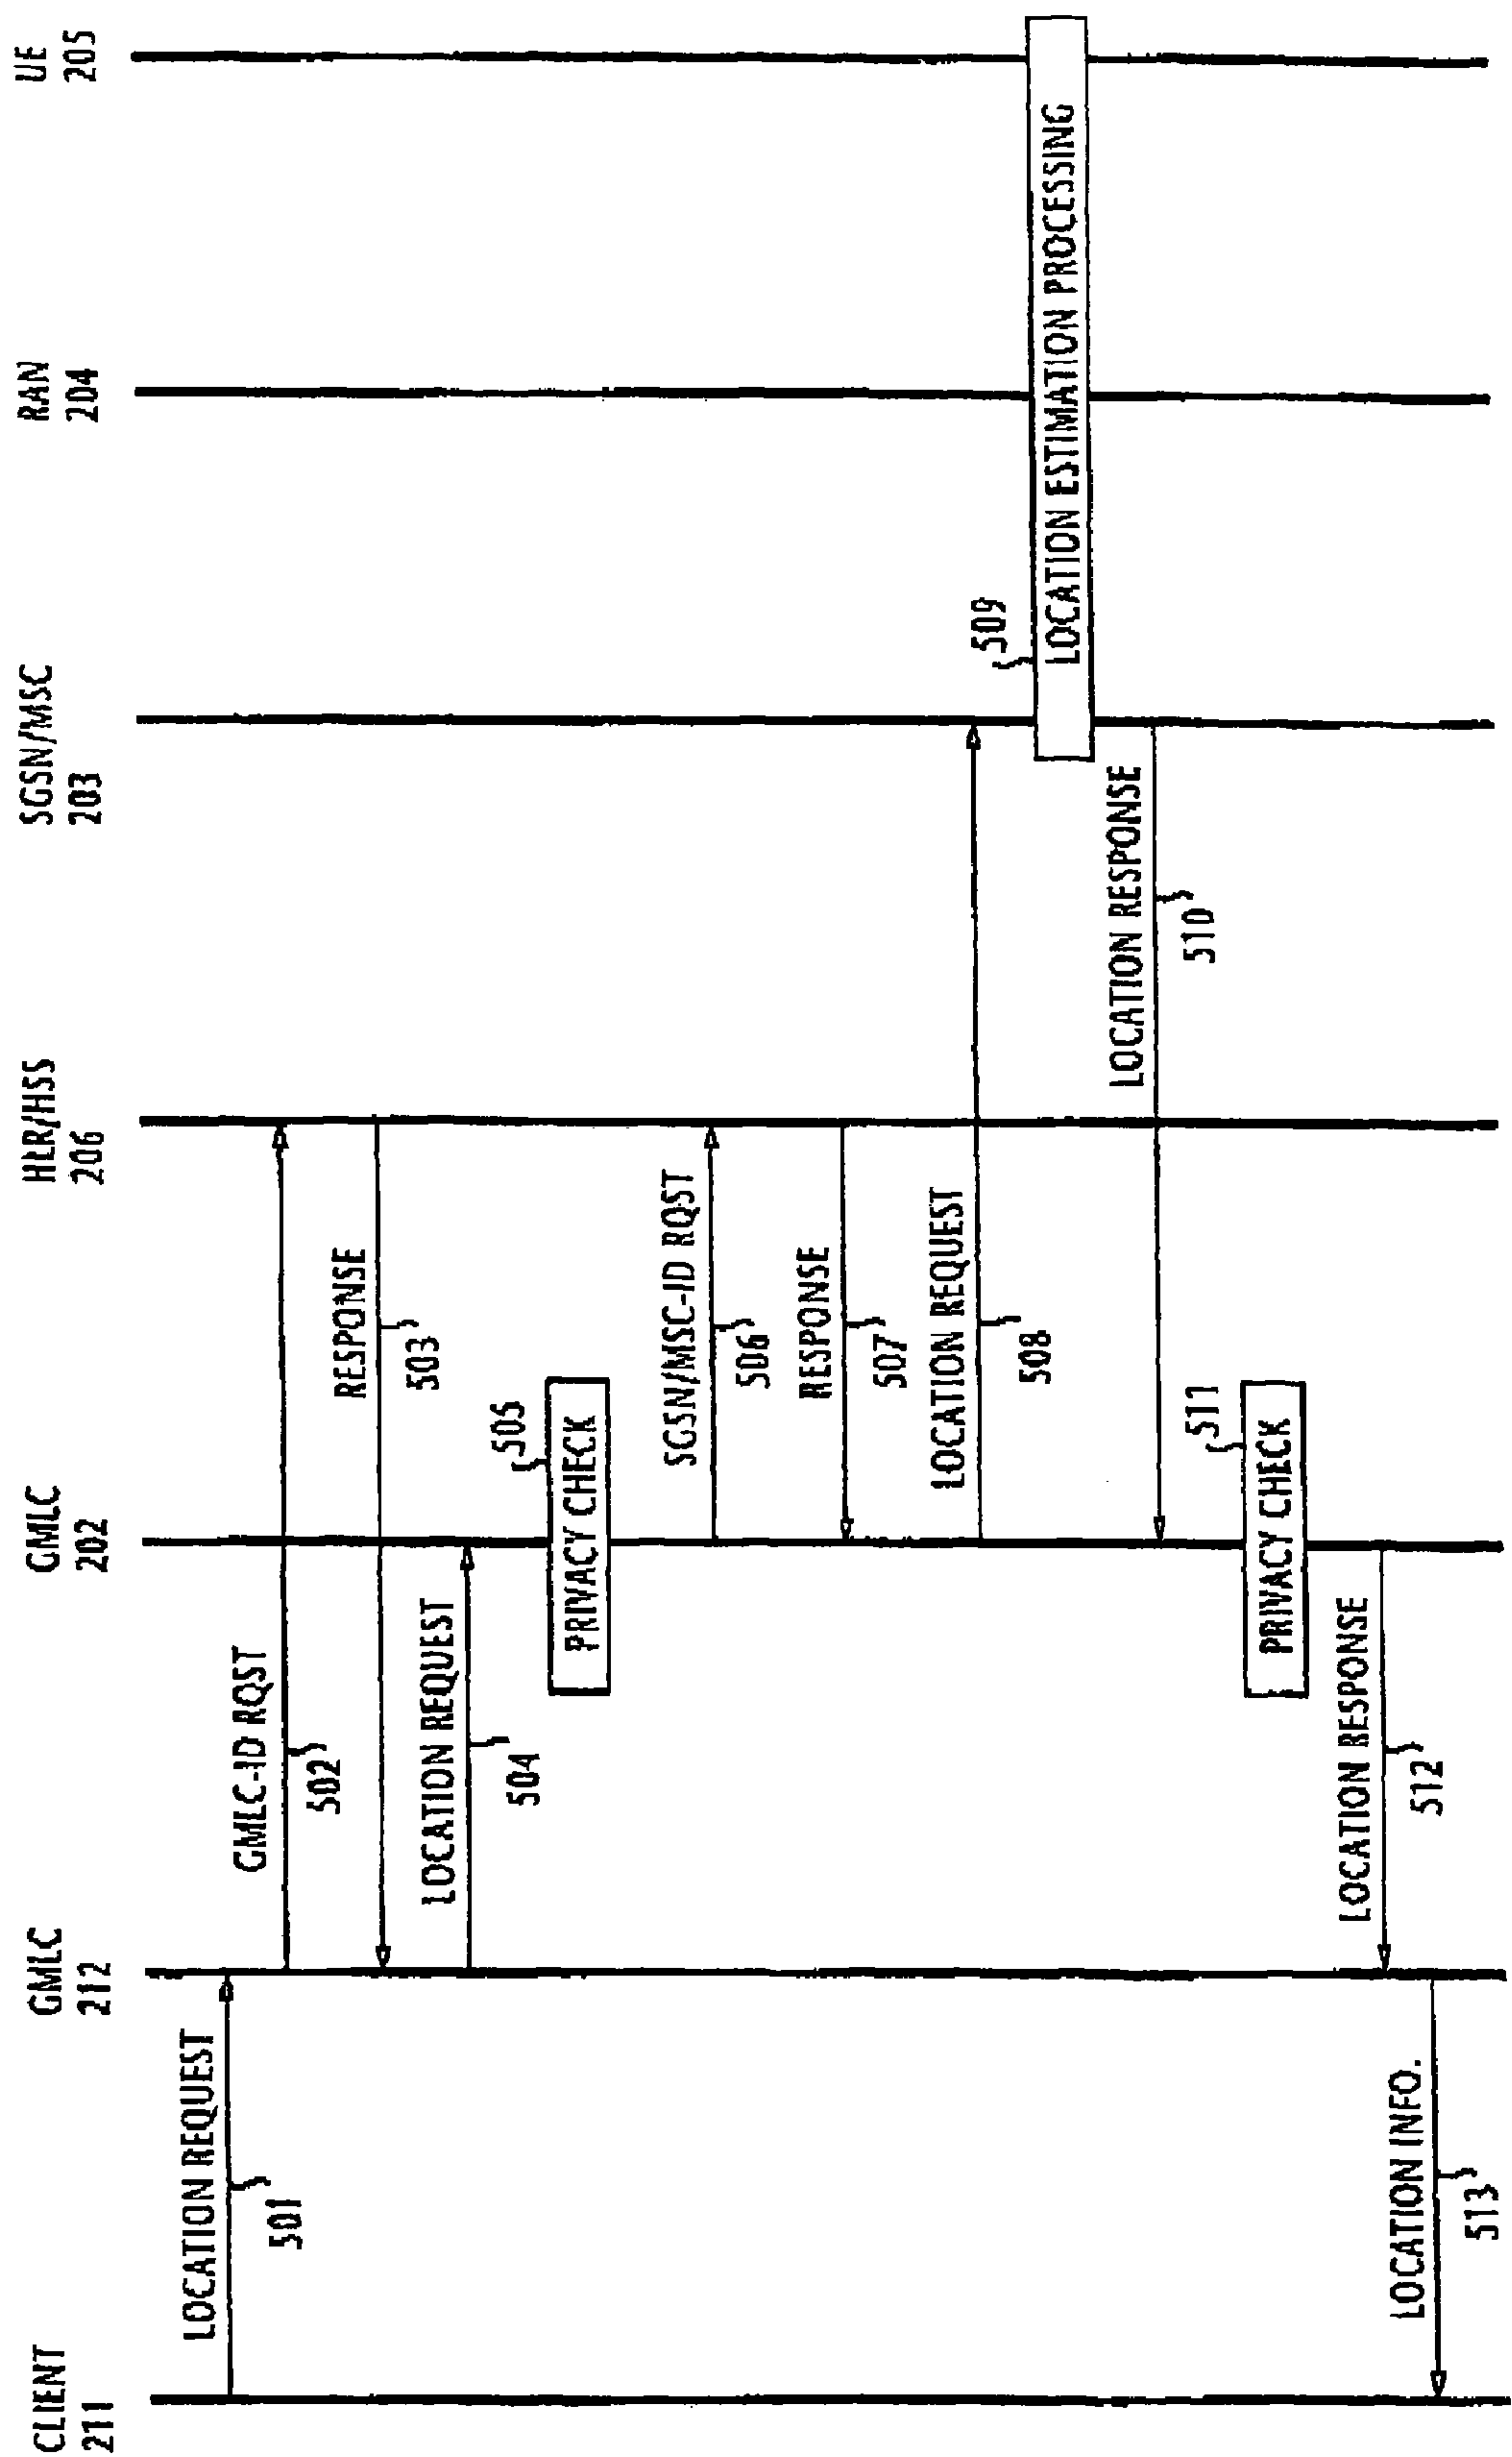 CLIENT
211
GMLC
212
GMLC
202
HLR/HSS
206
SGSN/MSC
203
RAN
204
UE
205
LOCATION REQUEST
501
GMLC-ID RQST
502
RESPONSE
503
LOCATION REQUEST
504
505
PRIVACY CHECK
SGSN/MSC-ID RQST
506
RESPONSE
507
LOCATION REQUEST
508
509
LOCATION ESTIMATION PROCESSING
LOCATION RESPONSE
510
511
PRIVACY CHECK
LOCATION RESPONSE
512
LOCATION INFO.
513